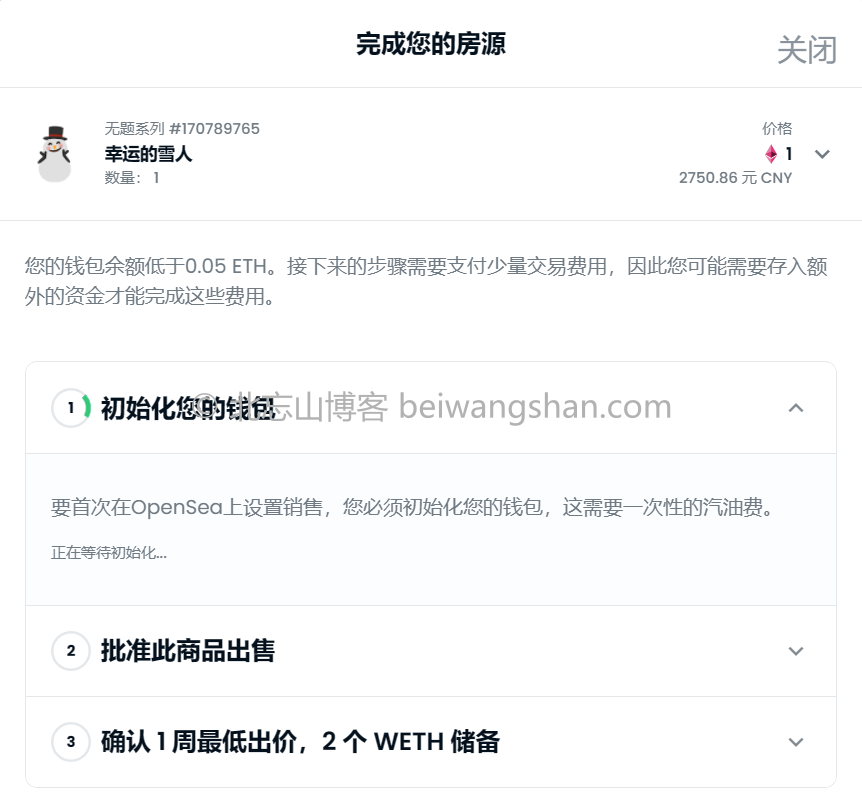 完成您的房源
关闭
无题系列 #170789765
幸运的雪人
数量： 1
价格
1
2750.86 元 CNY
您的钱包余额低于0.05 ETH。接下来的步骤需要支付少量交易费用，因此您可能需要存入额
外的资金才能完成这些费用。
1 初始化您的钱包
© 北忘山博客 beiwangshan.com
要首次在OpenSea上设置销售，您必须初始化您的钱包，这需要一次性的汽油费。
正在等待初始化...
2 批准此商品出售
3 确认 1 周最低出价，2 个 WETH 储备